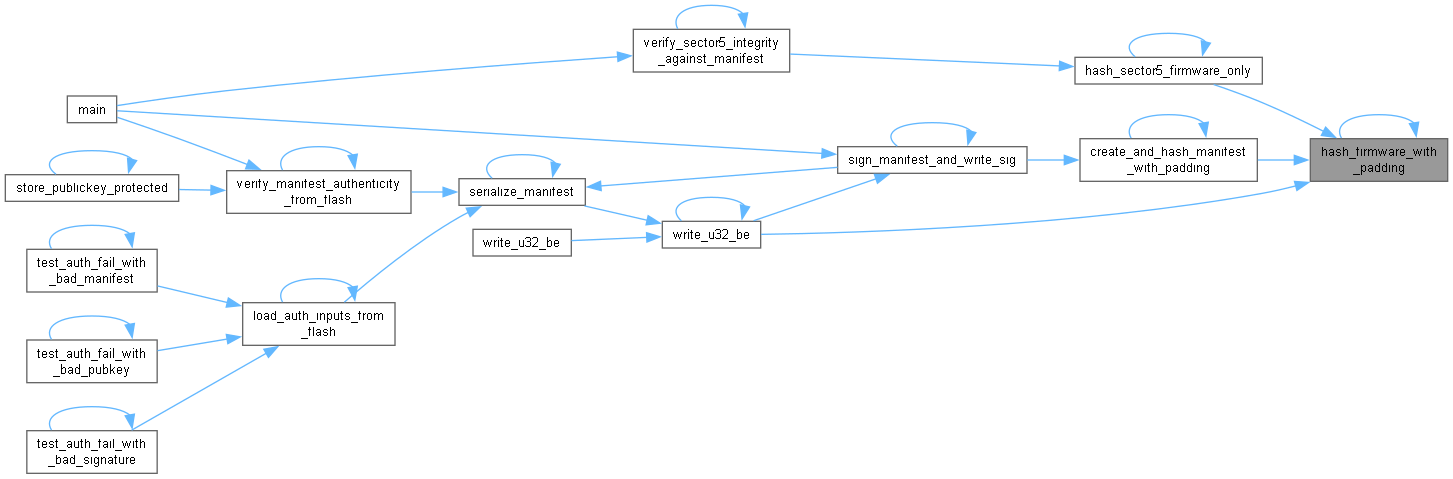 verify_sector5_integrity
_against_manifest
hash_sector5_firmware_only
main
sign_manifest_and_write_sig
create_and_hash_manifest
_with_padding
hash_firmware_with
_padding
store_publickey_protected
verify_manifest_authenticity
_from_flash
serialize_manifest
write_u32_be
write_u32_be
test_auth_fail_with
_bad_manifest
load_auth_inputs_from
_flash
test_auth_fail_with
_bad_pubkey
test_auth_fail_with
_bad_signature